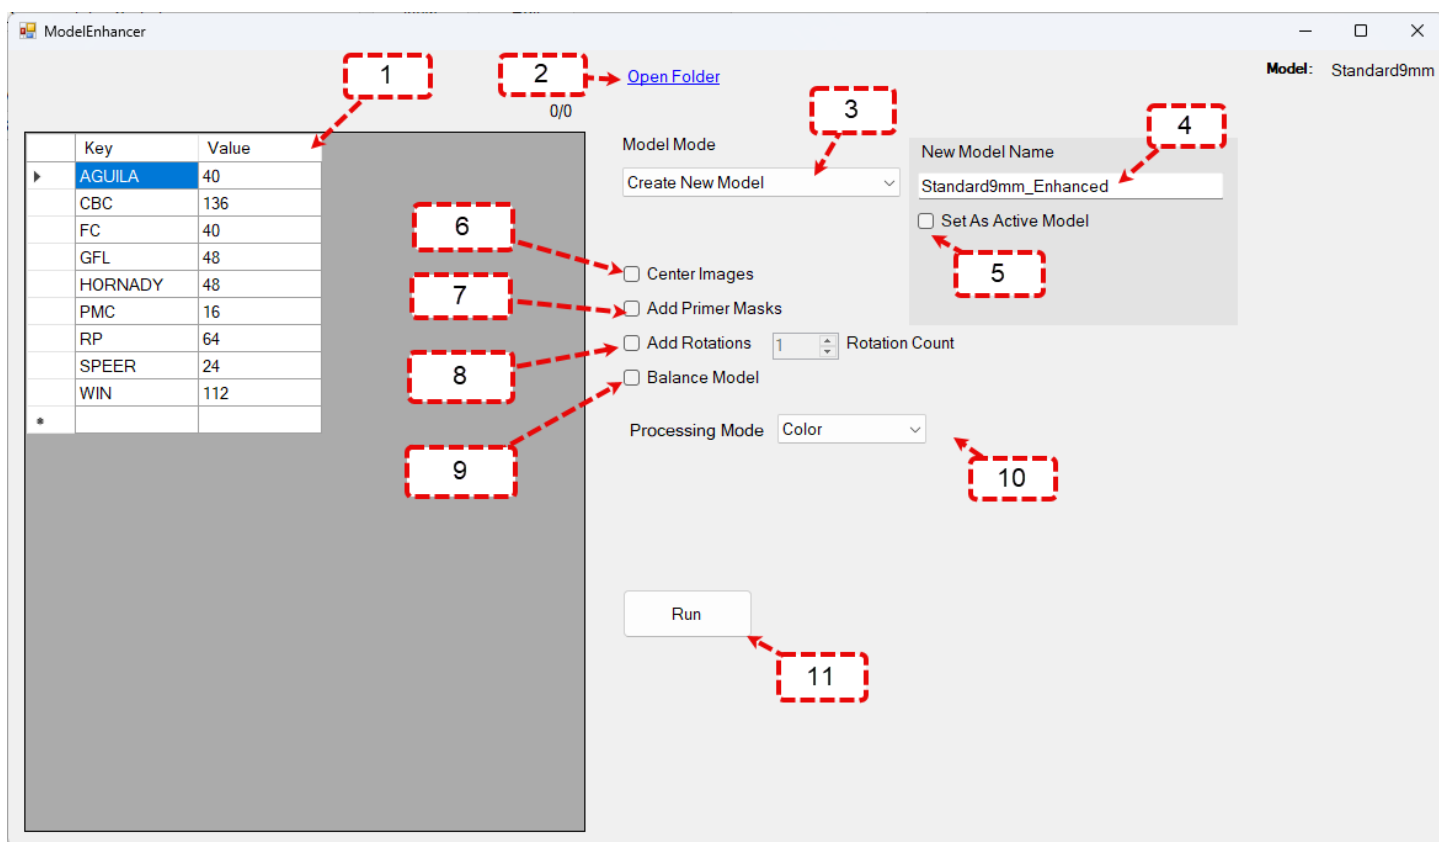 ModelEnhancer
1
2
Open Folder
Model: Standard9mm
0/0
3
4
Key Value
AGUILA 40
CBC 136
FC 40
GFL 48
HORNADY 48
PMC 16
RP 64
SPEER 24
WIN 112
Model Mode
Create New Model
New Model Name
Standard9mm_Enhanced
Set As Active Model
5
6
Center Images
7
Add Primer Masks
Add Rotations 1 Rotation Count
8
Balance Model
9
Processing Mode Color
10
Run
11